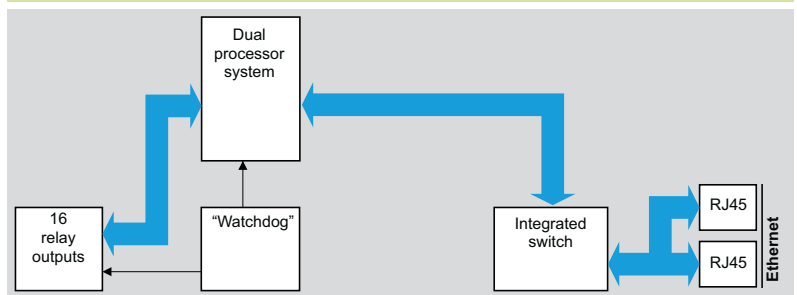 Dual
processor
system
16
relay
outputs
“Watchdog”
Integrated
switch
RJ45
RJ45
Ethernet